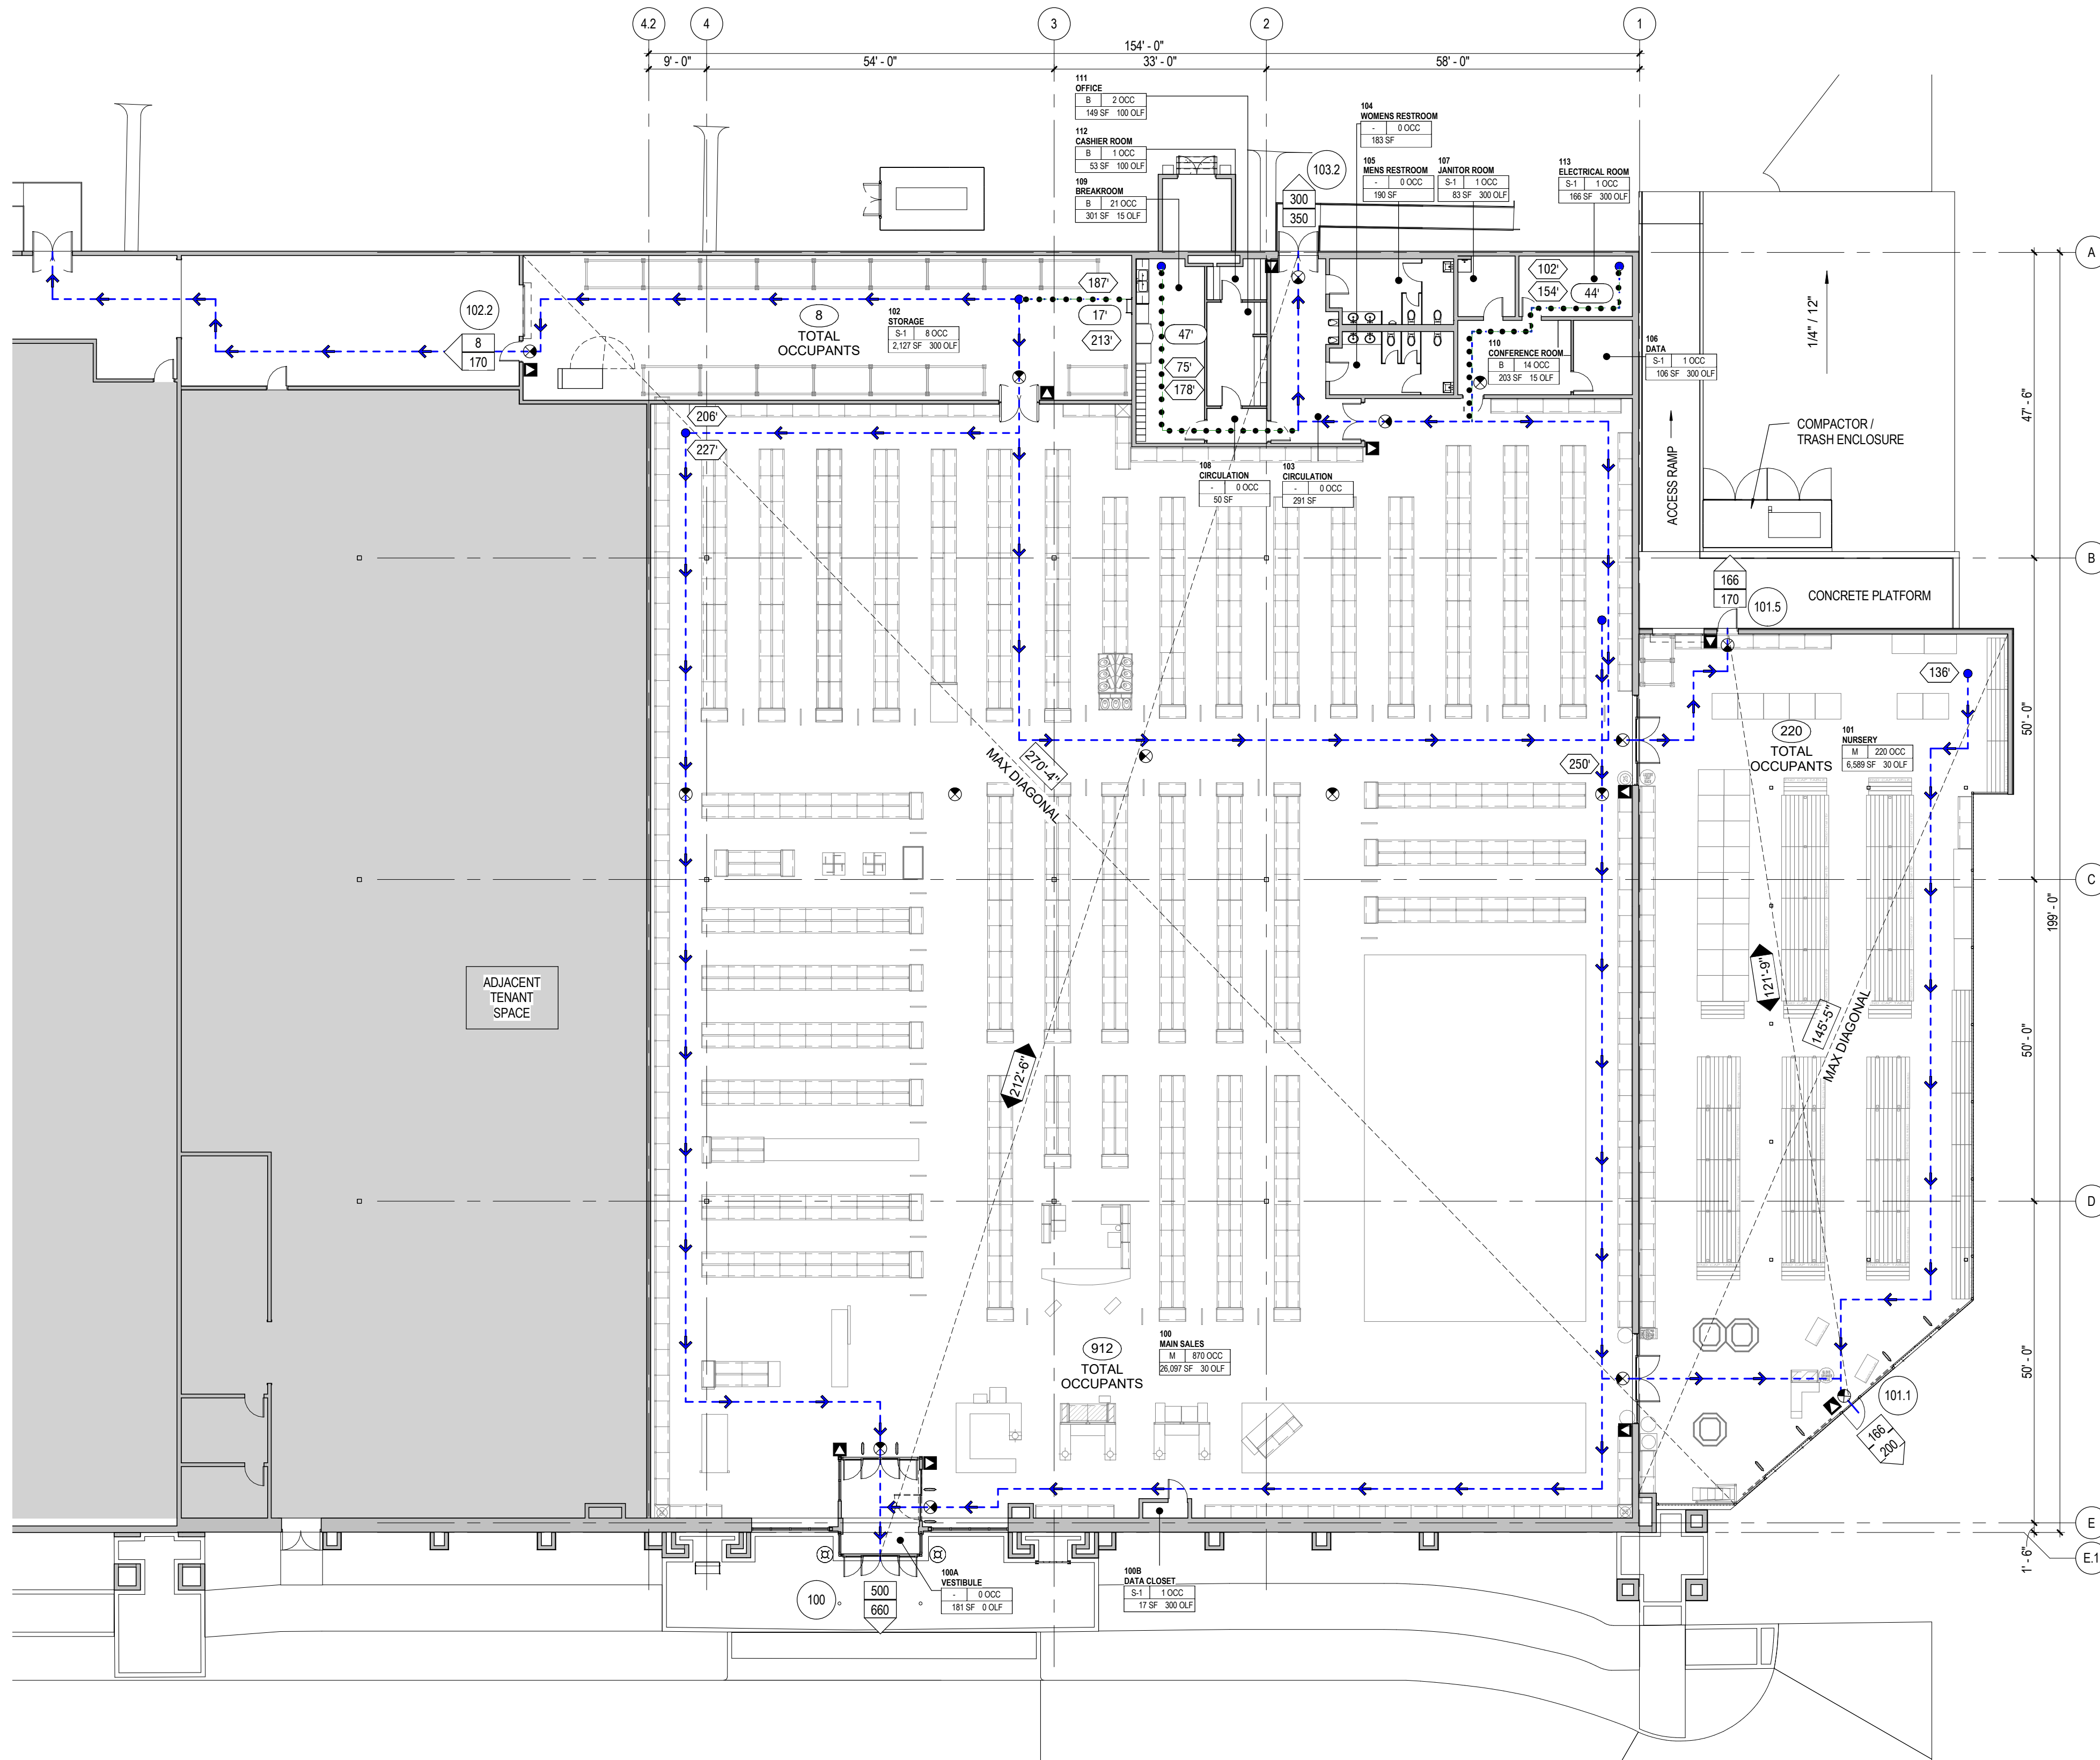 4.2
4
3
2
1
154' - 0"
9' - 0"
54' - 0"
33' - 0"
58' - 0"
111
OFFICE
B 2 OCC
149 SF 100 OLF
112
CASHIER ROOM
B 1 OCC
53 SF 100 OLF
109
BREAKROOM
B 21 OCC
301 SF 15 OLF
103.2
300
350
104
WOMENS RESTROOM
- 0 OCC
183 SF
105
MENS RESTROOM
- 0 OCC
190 SF
107
JANITOR ROOM
S-1 1 OCC
83 SF 300 OLF
113
ELECTRICAL ROOM
S-1 1 OCC
166 SF 300 OLF
A
102.2
8
170
8
TOTAL
OCCUPANTS
102
STORAGE
S-1 8 OCC
2,127 SF 300 OLF
187'
17'
213'
47'
75'
178'
102'
154'
44'
110
CONFERENCE ROOM
B 14 OCC
203 SF 15 OLF
106
DATA
S-1 1 OCC
106 SF 300 OLF
1/4" / 12"
47' - 6"
206'
227'
108
CIRCULATION
- 0 OCC
50 SF
103
CIRCULATION
- 0 OCC
291 SF
ACCESS RAMP
COMPACTOR /
TRASH ENCLOSURE
B
166
170
101.5
CONCRETE PLATFORM
136'
270'-4"
MAX DIAGONAL
250'
220
TOTAL
OCCUPANTS
101
NURSERY
M 220 OCC
6,589 SF 30 OLF
50' - 0"
C
199' - 0"
ADJACENT
TENANT
SPACE
212'-6"
121'-9"
145'-5"
MAX DIAGONAL
50' - 0"
D
912
TOTAL
OCCUPANTS
100
MAIN SALES
M 870 OCC
26,097 SF 30 OLF
101.1
166
200
50' - 0"
E
E.1
1' - 6"
100
500
660
100A
VESTIBULE
- 0 OCC
181 SF 0 OLF
100B
DATA CLOSET
S-1 1 OCC
17 SF 300 OLF